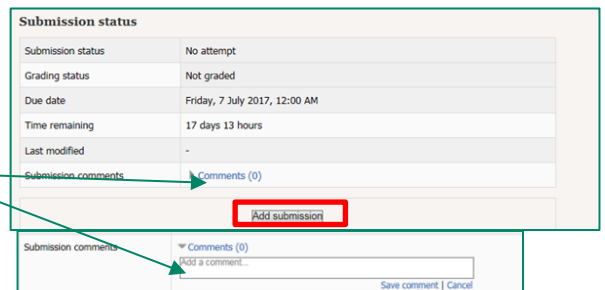 Submission status
Submission status No attempt
Grading status Not graded
Due date Friday, 7 July 2017, 12:00 AM
Time remaining 17 days 13 hours
Last modified -
Submission comments Comments (0)
Add submission
Submission comments Comments (0)
Add a comment...
Save comment | Cancel